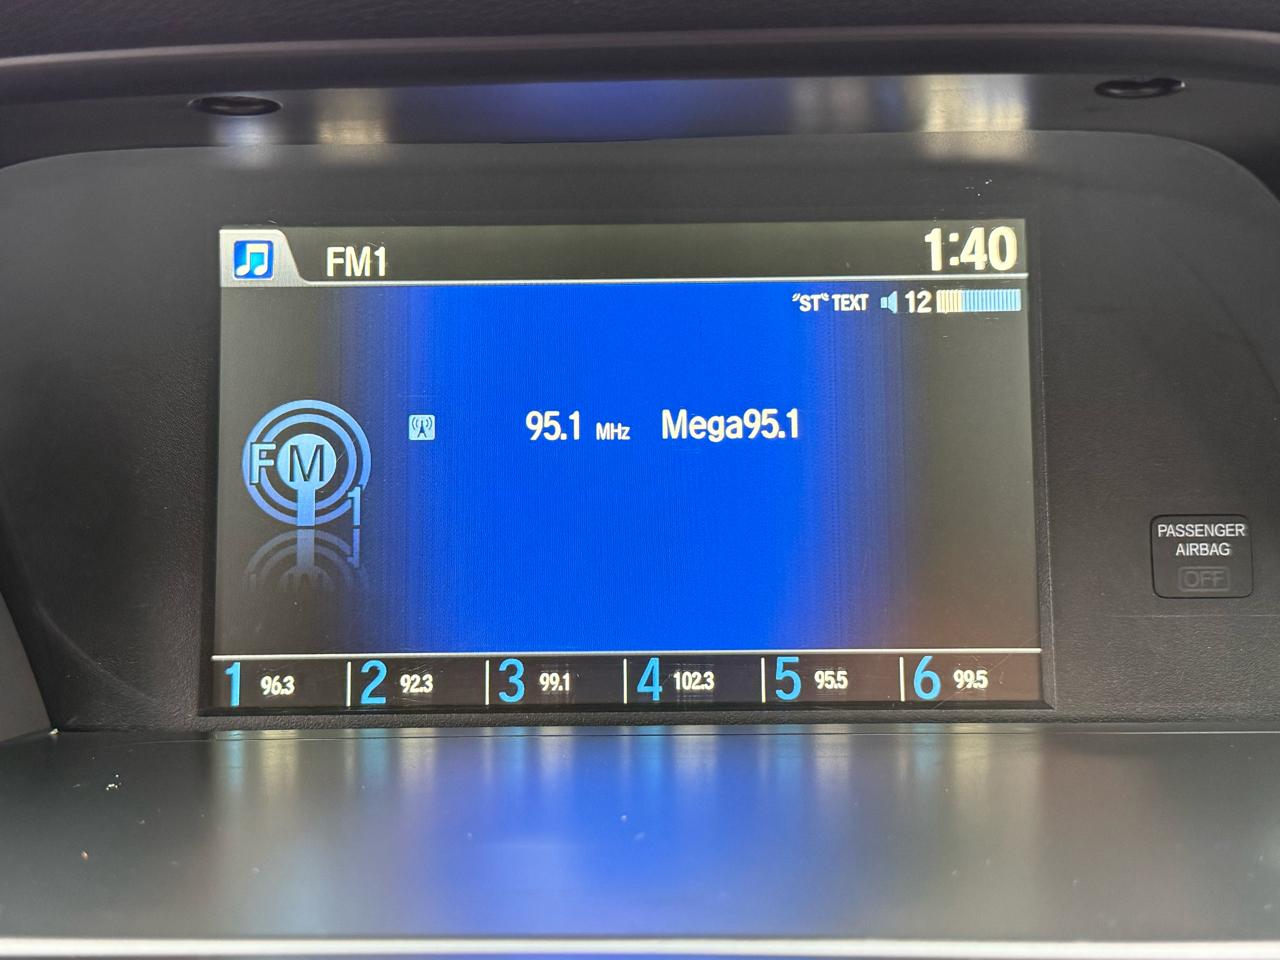 FM1 1:40
"ST" TEXT 12
95.1 MHz Mega95.1
FM
1
PASSENGER
AIRBAG
OFF
1 96.3 2 92.3 3 99.1 4 102.3 5 95.5 6 99.5